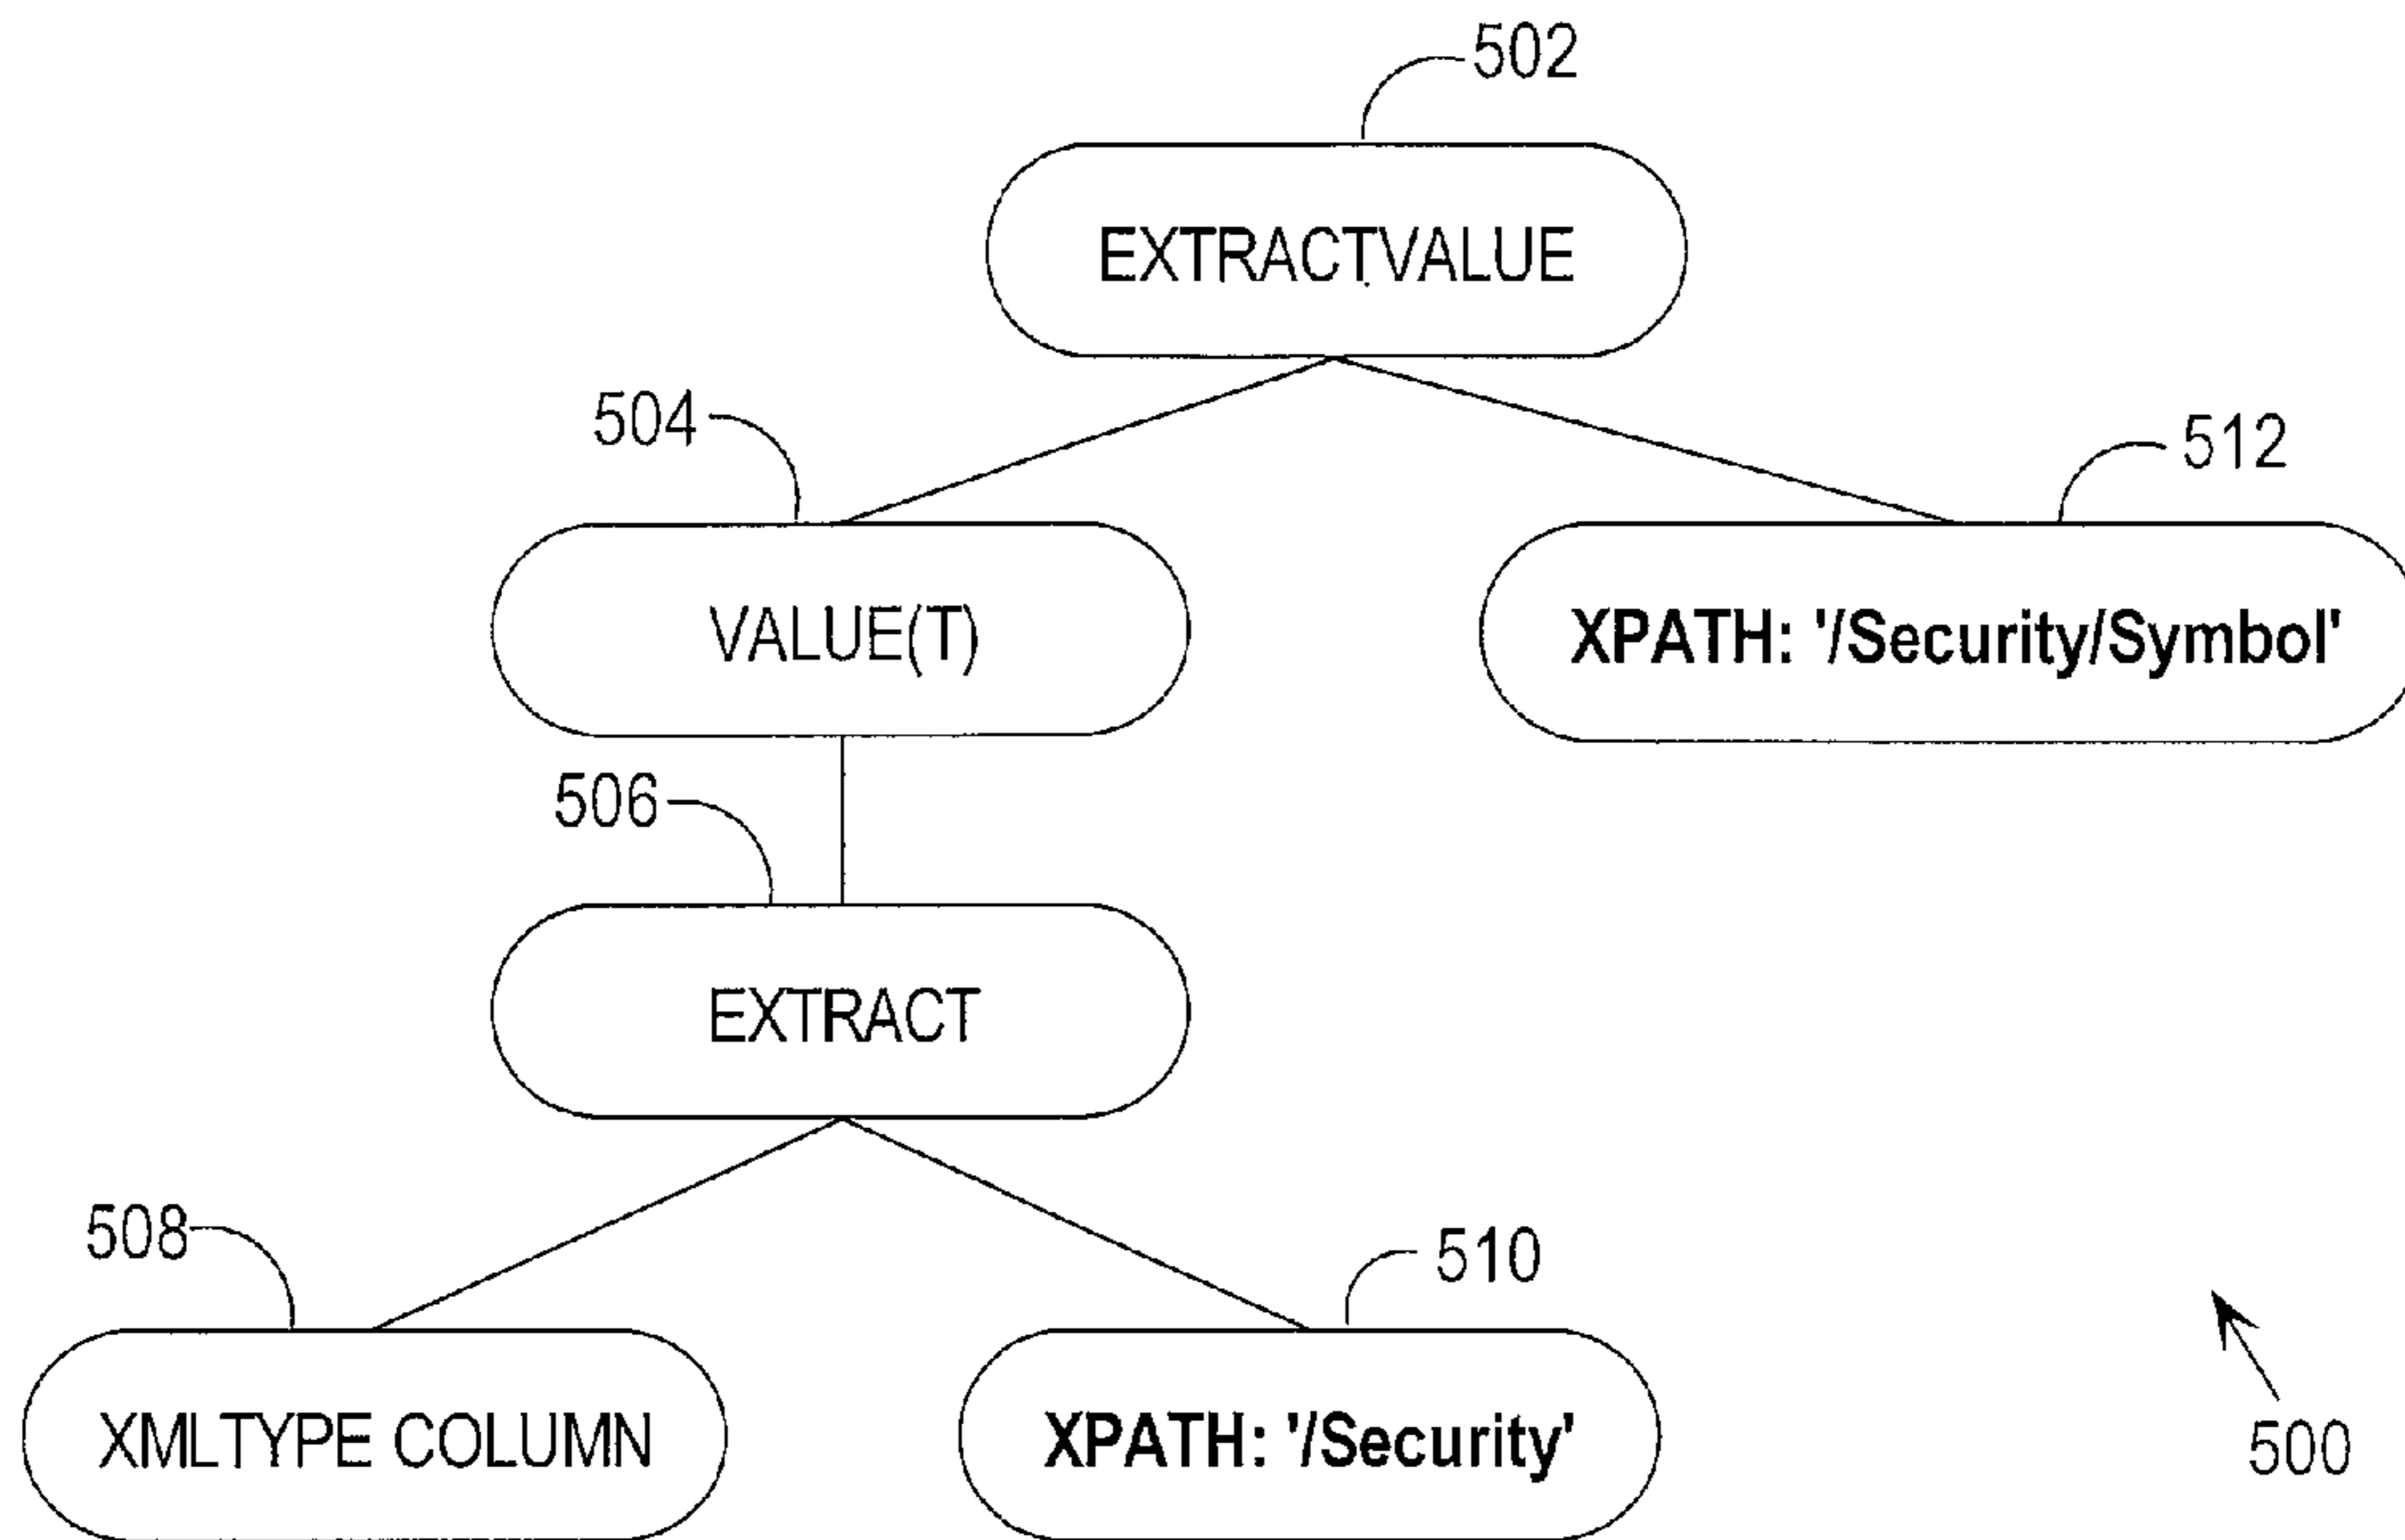 502
EXTRACTVALUE
504
512
VALUE(T)
XPATH: '/Security/Symbol'
506
EXTRACT
508
510
XMLTYPE COLUMN
XPATH: '/Security'
500